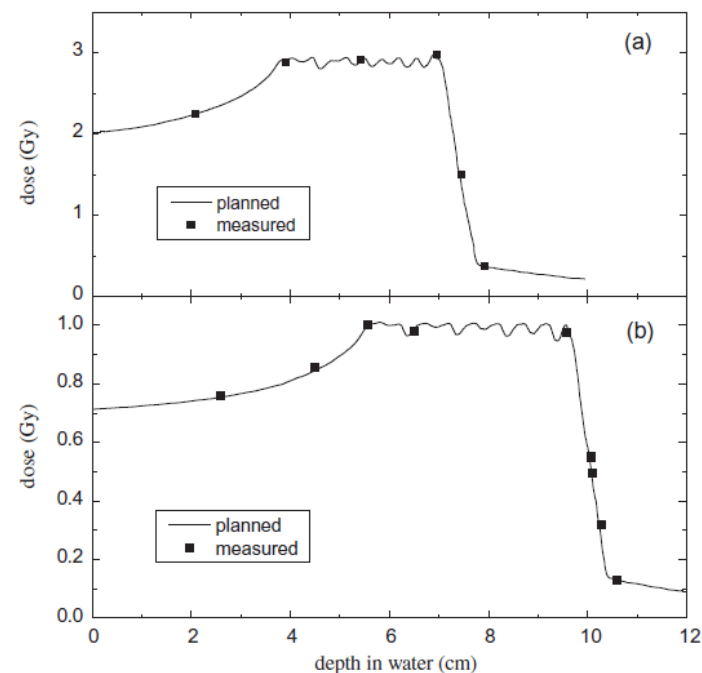 (a)
3
2
1
0
dose (Gy)
planned
measured
(b)
1.0
0.8
0.6
0.4
0.2
0.0
dose (Gy)
planned
measured
0 2 4 6 8 10 12
depth in water (cm)